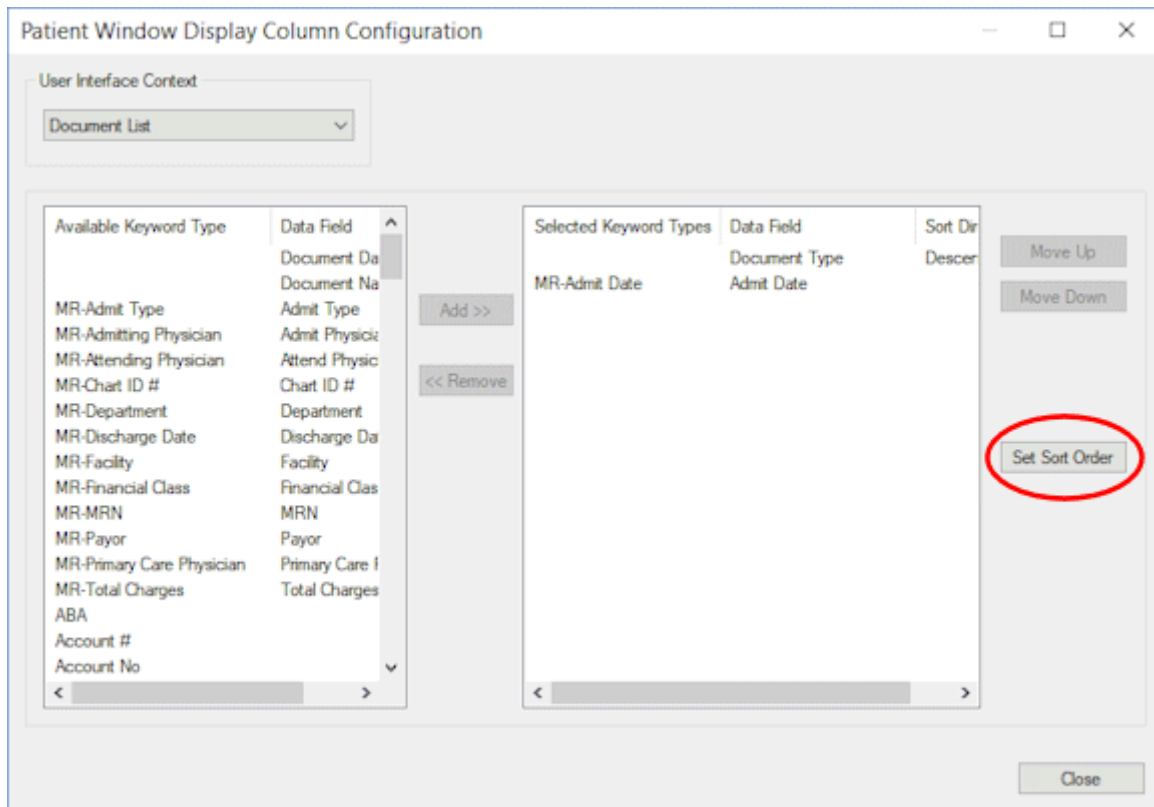 Patient Window Display Column Configuration
User Interface Context
Document List
Available Keyword Type Data Field
Document Da
Document Na
MR-Admit Type Admit Type
MR-Admitting Physician Admit Physicia
MR-Attending Physician Attend Physic
MR-Chart ID # Chart ID #
MR-Department Department
MR-Discharge Date Discharge Da
MR-Facility Facility
MR-Financial Class Financial Clas
MR-MRN MRN
MR-Payor Payor
MR-Primary Care Physician Primary Care
MR-Total Charges Total Charges
ABA
Account #
Account No
Add >>
<< Remove
Selected Keyword Types Data Field Sort Dir
Document Type Descer
MR-Admit Date Admit Date
Move Up
Move Down
Set Sort Order
Close